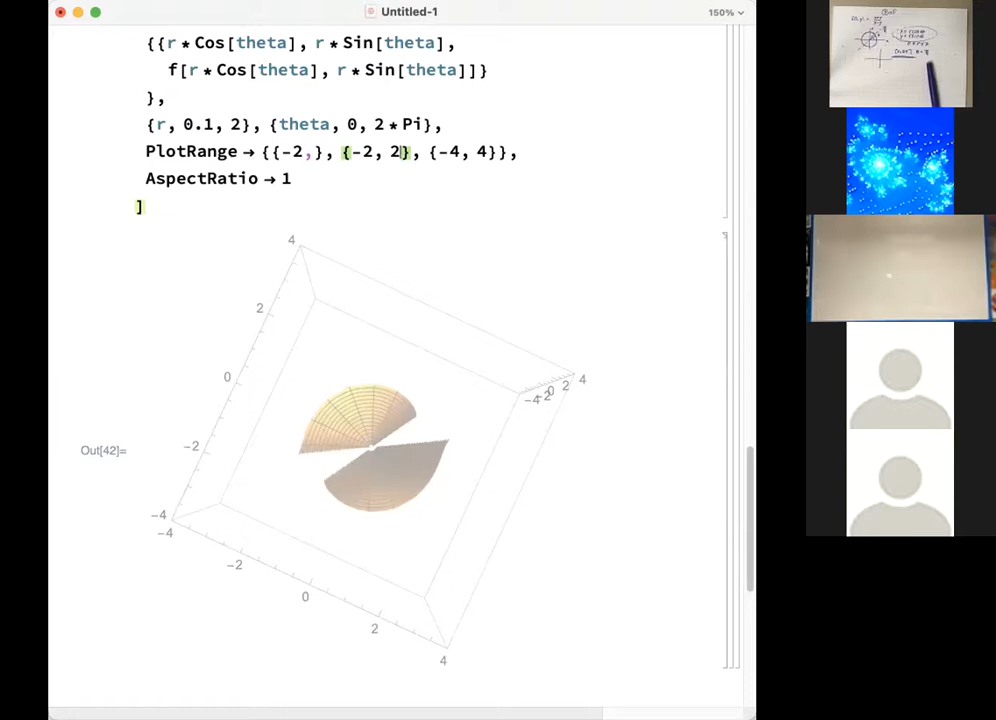 Untitled-1
150%
{{r * Cos[theta], r * Sin[theta],
f[r * Cos[theta], r * Sin[theta]]}
},
{r, 0.1, 2}, {theta, 0, 2 * Pi},
PlotRange → {{-2,}, {-2, 2}, {-4, 4}},
AspectRatio → 1
]
4
2
0
-2
-4
-4
-2
0
2
4
-4
-2
0
2
4
Out[42]=